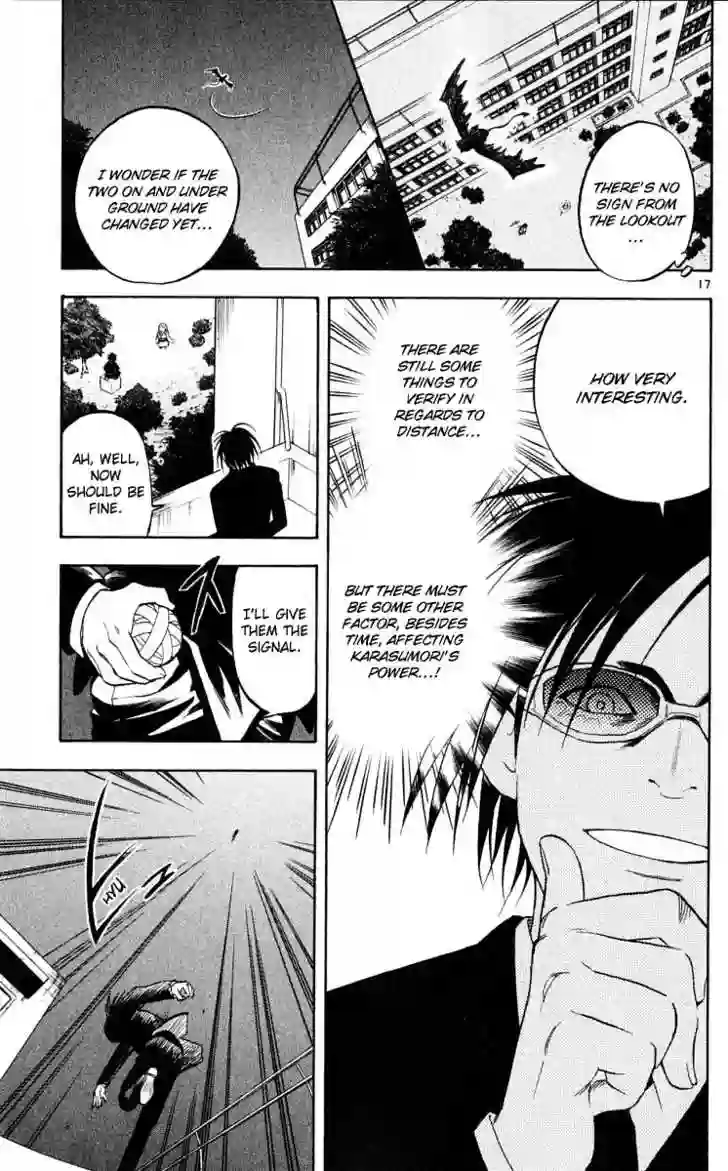 THERE'S NO
SIGN FROM
THE LOOKOUT
...
I WONDER IF THE
TWO ON AND UNDER
GROUND HAVE
CHANGED YET...
17
HOW VERY
INTERESTING.
THERE ARE
STILL SOME
THINGS TO
VERIFY IN
REGARDS TO
DISTANCE...
BUT THERE MUST
BE SOME OTHER
FACTOR, BESIDES
TIME, AFFECTING
KARASUMORI'S
POWER...!
AH, WELL,
NOW
SHOULD BE
FINE.
I'LL GIVE
THEM THE
SIGNAL.
HYU